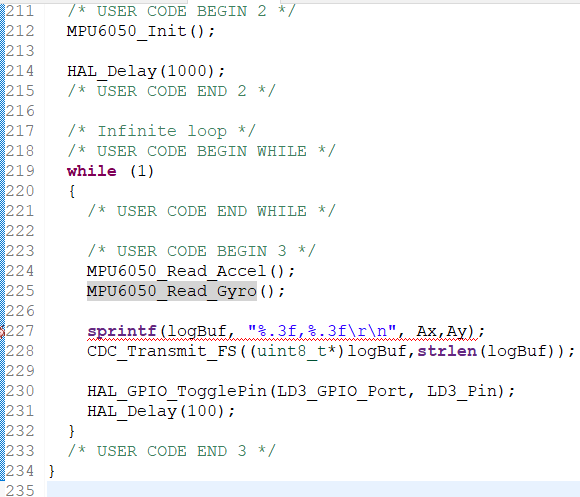 211 /* USER CODE BEGIN 2 */
212 MPU6050_Init();
213
214 HAL_Delay(1000);
215 /* USER CODE END 2 */
216
217 /* Infinite loop */
218 /* USER CODE BEGIN WHILE */
219 while (1)
220 {
221 /* USER CODE END WHILE */
222
223 /* USER CODE BEGIN 3 */
224 MPU6050_Read_Accel();
225 MPU6050_Read_Gyro();
226
227 sprintf(logBuf, "%.3f,%.3f\r\n", Ax,Ay);
228 CDC_Transmit_FS((uint8_t*)logBuf,strlen(logBuf));
229
230 HAL_GPIO_TogglePin(LD3_GPIO_Port, LD3_Pin);
231 HAL_Delay(100);
232 }
233 /* USER CODE END 3 */
234 }
235